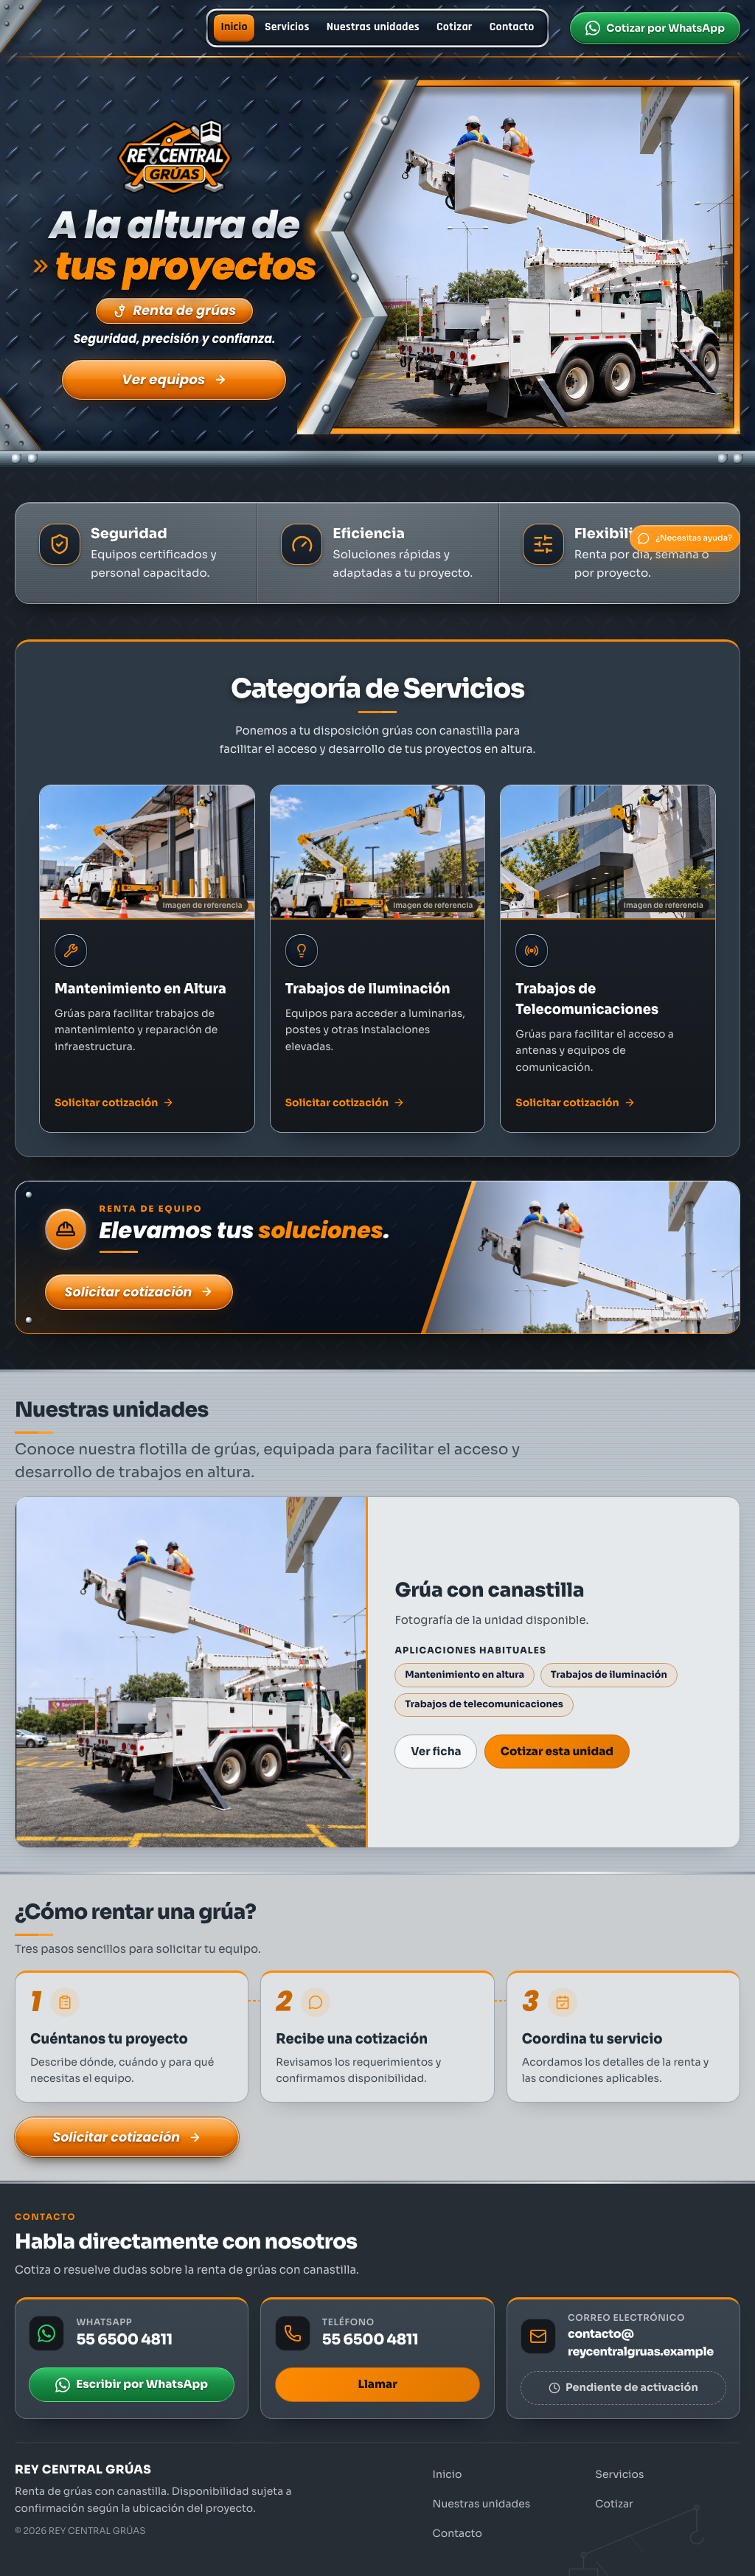 Inicio
Servicios
Nuestras unidades
Cotizar
Contacto
Cotizar por WhatsApp
REY CENTRAL
GRÚAS
A la altura de
» tus proyectos
Renta de grúas
Seguridad, precisión y confianza.
Ver equipos →
Seguridad
Equipos certificados y
personal capacitado.
Eficiencia
Soluciones rápidas y
adaptadas a tu proyecto.
Renta por día, semana o
por proyecto.
¿Necesitas ayuda?
Categoría de Servicios
Ponemos a tu disposición grúas con canastilla para
facilitar el acceso y desarrollo de tus proyectos en altura.
Imagen de referencia
Mantenimiento en Altura
Grúas para facilitar trabajos de
mantenimiento y reparación de
infraestructura.
Solicitar cotización →
Imagen de referencia
Trabajos de Iluminación
Equipos para acceder a luminarias,
postes y otras instalaciones
elevadas.
Solicitar cotización →
Imagen de referencia
Trabajos de
Telecomunicaciones
Grúas para facilitar el acceso a
antenas y equipos de
comunicación.
Solicitar cotización →
RENTA DE EQUIPO
Elevamos tus soluciones.
Solicitar cotización →
Nuestras unidades
Conoce nuestra flotilla de grúas, equipada para facilitar el acceso y
desarrollo de trabajos en altura.
Grúa con canastilla
Fotografía de la unidad disponible.
APLICACIONES HABITUALES
Mantenimiento en altura
Trabajos de iluminación
Trabajos de telecomunicaciones
Ver ficha
Cotizar esta unidad
¿Cómo rentar una grúa?
Tres pasos sencillos para solicitar tu equipo.
1
Cuéntanos tu proyecto
Describe dónde, cuándo y para qué
necesitas el equipo.
2
Recibe una cotización
Revisamos los requerimientos y
confirmamos disponibilidad.
3
Coordina tu servicio
Acordamos los detalles de la renta y
las condiciones aplicables.
Solicitar cotización →
CONTACTO
Habla directamente con nosotros
Cotiza o resuelve dudas sobre la renta de grúas con canastilla.
WHATSAPP
55 6500 4811
Escribir por WhatsApp
TELÉFONO
55 6500 4811
Llamar
CORREO ELECTRÓNICO
contacto@
reycentralgruas.example
Pendiente de activación
REY CENTRAL GRÚAS
Renta de grúas con canastilla. Disponibilidad sujeta a
confirmación según la ubicación del proyecto.
© 2026 REY CENTRAL GRÚAS
Inicio
Servicios
Nuestras unidades
Cotizar
Contacto